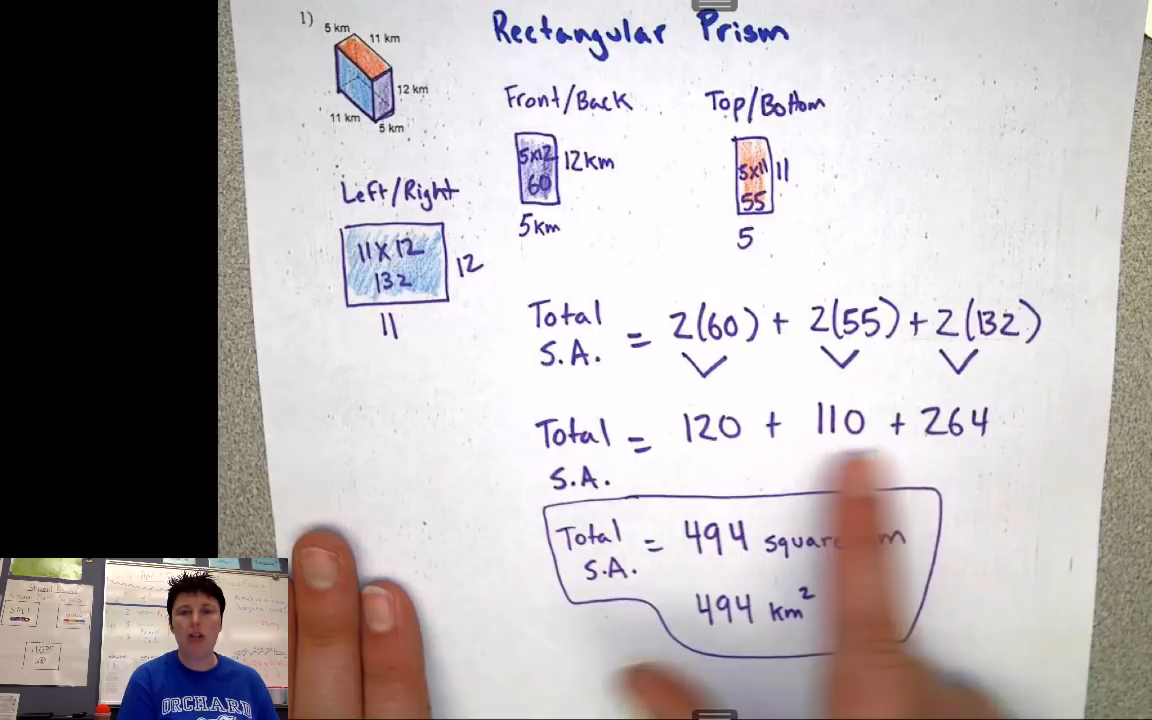 1)
Rectangular Prism
5 km
11 km
12 km
11 km
5 km
Front/Back
5x12
60
12km
5km
Top/Bottom
5x11
55
11
5
Left/Right
11x12
132
12
11
Total S.A. = 2(60) + 2(55) + 2(132)
Total S.A. = 120 + 110 + 264
Total S.A. = 494
494 km²
ORCHARD